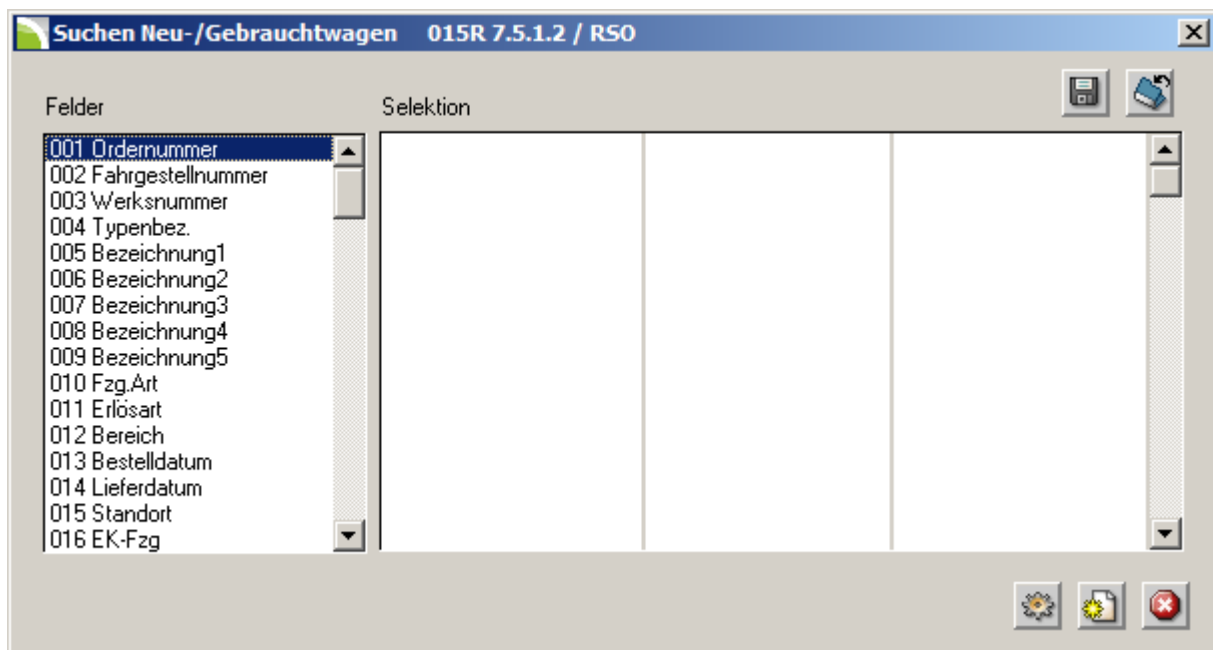 Suchen Neu-/Gebrauchtwagen 015R 7.5.1.2 / RSO
Felder
Selektion
001 Ordernummer
002 Fahrgestellnummer
003 Werksnummer
004 Typenbez.
005 Bezeichnung1
006 Bezeichnung2
007 Bezeichnung3
008 Bezeichnung4
009 Bezeichnung5
010 Fzg.Art
011 Erlösart
012 Bereich
013 Bestelldatum
014 Lieferdatum
015 Standort
016 EK-Fzg